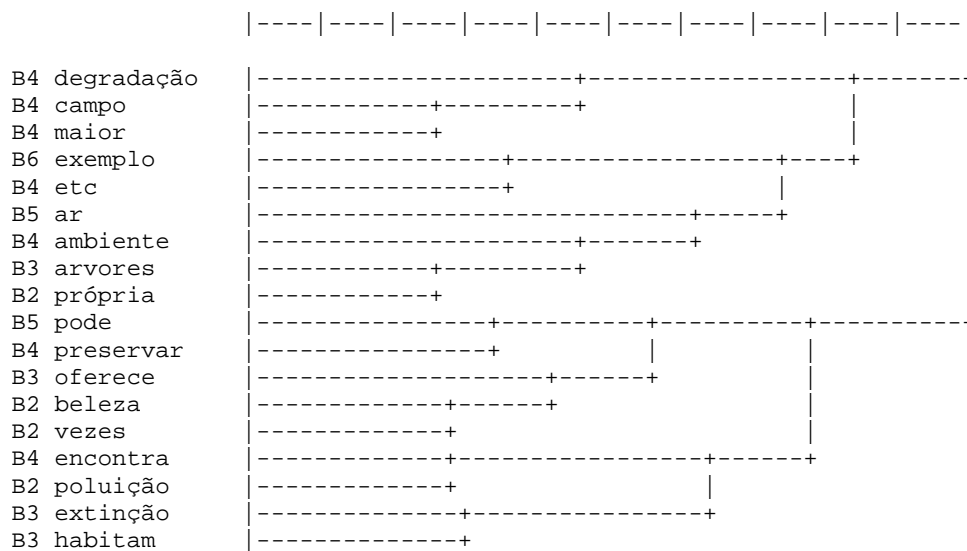 |----|----|----|----|----|----|----|----|----|----
B4 degradação |----------------------+------------------+--------
B4 campo |------------+---------+ |
B4 maior |------------+ |
B6 exemplo |-----------------+------------------+----+
B4 etc |-----------------+ |
B5 ar |------------------------------+-----+
B4 ambiente |----------------------+-------+
B3 arvores |------------+---------+
B2 própria |------------+
B5 pode |----------------+----------+----------+-----------
B4 preservar |----------------+ | |
B3 oferece |--------------------+------+ |
B2 beleza |-------------+------+ |
B2 vezes |-------------+ |
B4 encontra |-------------+-----------------+------+
B2 poluição |-------------+ |
B3 extinção |--------------+----------------+
B3 habitam |--------------+